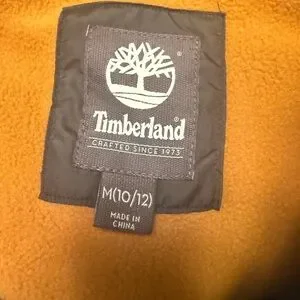 ®
Timberland
CRAFTED SINCE 1973
M(10/12)
MADE IN
CHINA